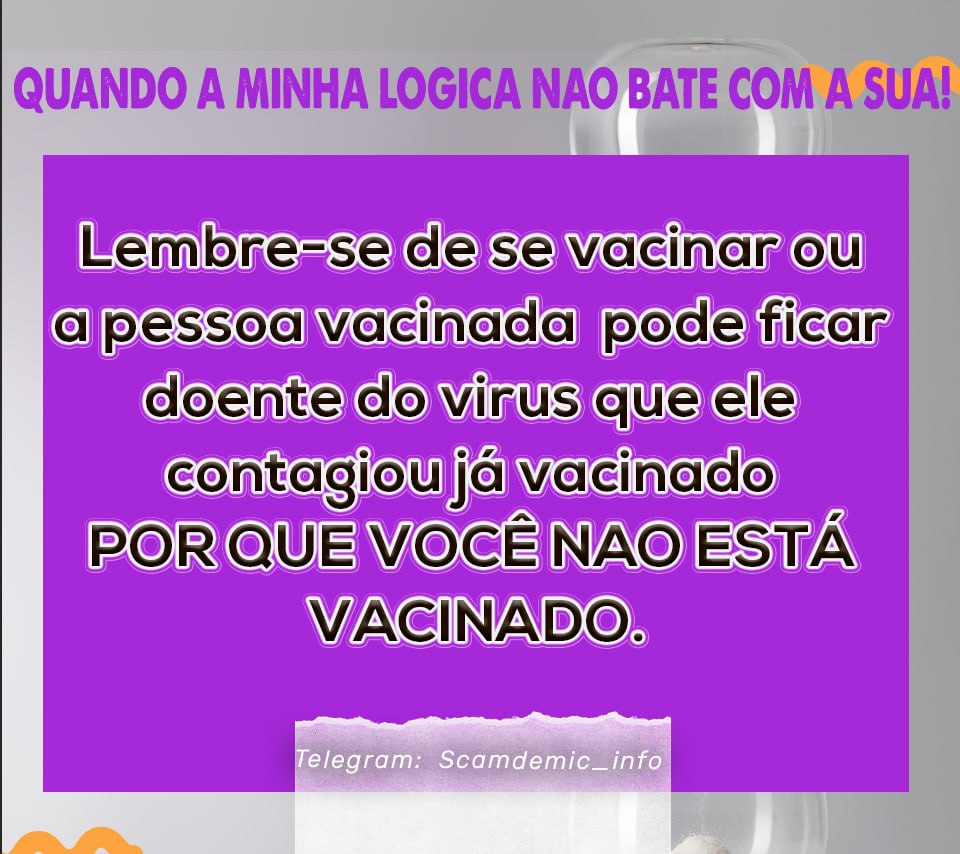 QUANDO A MINHA LOGICA NAO BATE COM A SUA!
Lembre-se de se vacinar ou
a pessoa vacinada pode ficar
doente do virus que ele
contagiou já vacinado
POR QUE VOCÊ NAO ESTÁ
VACINADO.
Telegram: Scamdemic_info